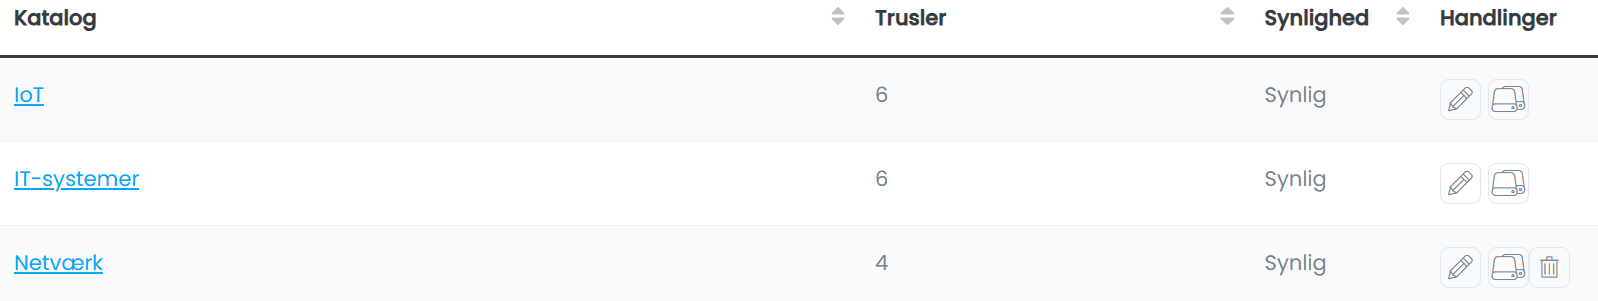 Katalog Trusler Synlighed Handlinger
IoT 6 Synlig
IT-systemer 6 Synlig
Netværk 4 Synlig